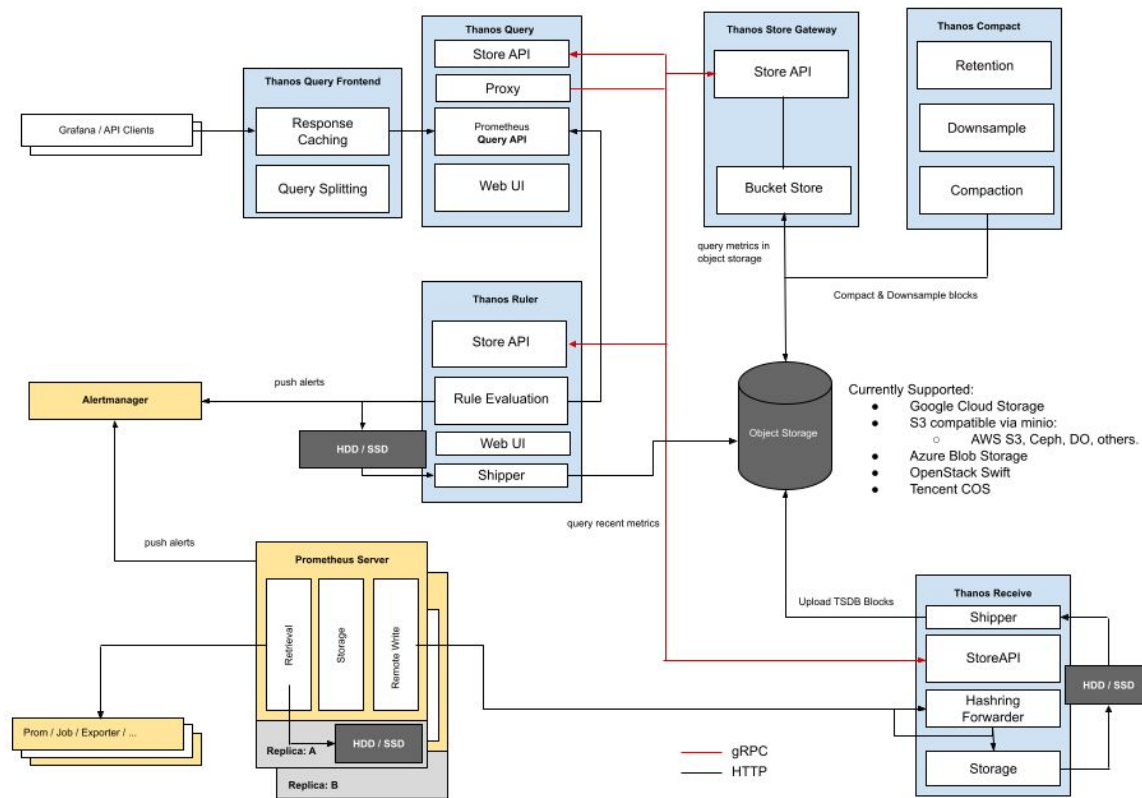 Thanos Query Frontend
Grafana / API Clients
Response
Caching
Query Splitting
Thanos Query
Store API
Proxy
Prometheus
Query API
Web UI
Thanos Store Gateway
Store API
Bucket Store
Thanos Compact
Retention
Downsample
Compaction
query metrics in
object storage
Compact & Downsample blocks
Thanos Ruler
Store API
Rule Evaluation
Web UI
Shipper
push alerts
Alertmanager
HDD / SSD
Object Storage
Currently Supported:
● Google Cloud Storage
● S3 compatible via minio:
○ AWS S3, Ceph, DO, others.
● Azure Blob Storage
● OpenStack Swift
● Tencent COS
query recent metrics
push alerts
Prometheus Server
Retrieval
Storage
Remote Write
Replica: A
HDD / SSD
Replica: B
Prom / Job / Exporter / ...
Upload TSDB Blocks
Thanos Receive
Shipper
StoreAPI
Hashring
Forwarder
Storage
HDD / SSD
gRPC
HTTP